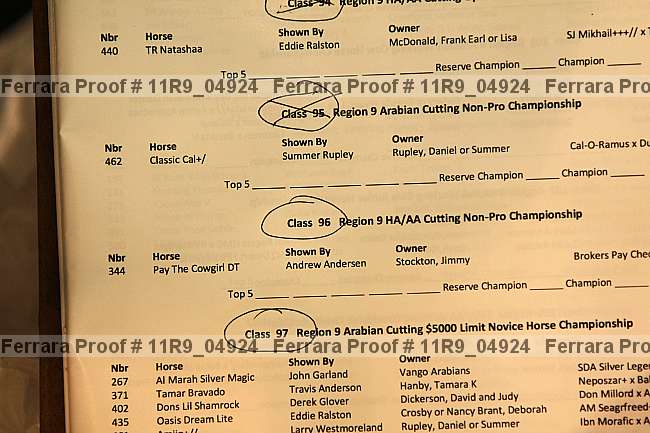 Class 94 Region 9 HA/AA Cutting
Nbr Horse Shown By Owner
440 TR Natashaa Eddie Ralston McDonald, Frank Earl or Lisa SJ Mikhail+++// x
Top 5 Reserve Champion Champion
Ferrara Proof # 11R9_04924 Ferrara Proof # 11R9_04924
Class 95 Region 9 Arabian Cutting Non-Pro Championship
Nbr Horse Shown By Owner
462 Classic Cal+/ Summer Rupley Rupley, Daniel or Summer Cal-O-Ramus x Du
Top 5 Reserve Champion Champion
Class 96 Region 9 HA/AA Cutting Non-Pro Championship
Nbr Horse Shown By Owner
344 Pay The Cowgirl DT Andrew Andersen Stockton, Jimmy Brokers Pay Chec
Top 5 Reserve Champion Champion
Class 97 Region 9 Arabian Cutting $5000 Limit Novice Horse Championship
Ferrara Proof # 11R9_04924 Ferrara Proof # 11R9_04924
Nbr Horse Shown By Owner
267 Al Marah Silver Magic John Garland Vango Arabians SDA Silver Leger
371 Tamar Bravado Travis Anderson Hanby, Tamara K Neposzar+ x Ba
402 Dons Lil Shamrock Derek Glover Dickerson, David and Judy Don Millord x A
435 Oasis Dream Lite Eddie Ralston Crosby or Nancy Brant, Deborah AM Seagrfreed
Larry Westmoreland Rupley, Daniel or Summer Ibn Morafic x A